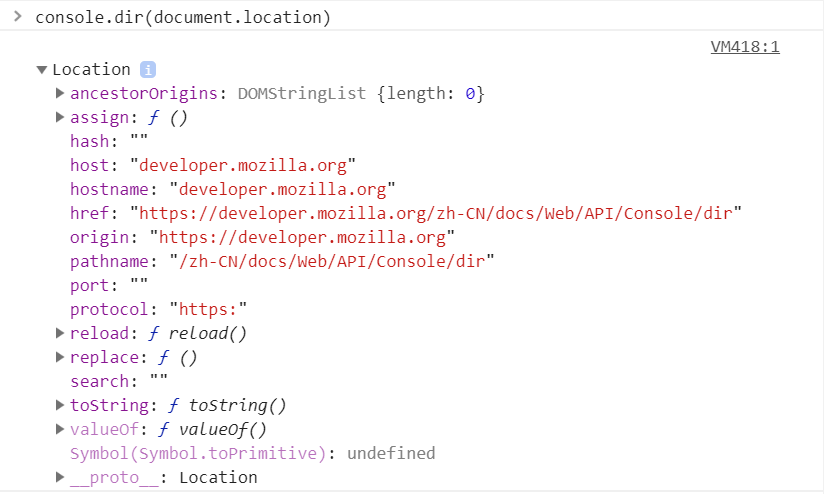 > console.dir(document.location)
VM418:1
▼Location i
▶ancestorOrigins: DOMStringList {length: 0}
▶assign: ƒ ()
hash: ""
host: "developer.mozilla.org"
hostname: "developer.mozilla.org"
href: "https://developer.mozilla.org/zh-CN/docs/Web/API/Console/dir"
origin: "https://developer.mozilla.org"
pathname: "/zh-CN/docs/Web/API/Console/dir"
port: ""
protocol: "https:"
▶reload: ƒ reload()
▶replace: ƒ ()
search: ""
▶toString: ƒ toString()
▶valueOf: ƒ valueOf()
Symbol(Symbol.toPrimitive): undefined
▶__proto__: Location